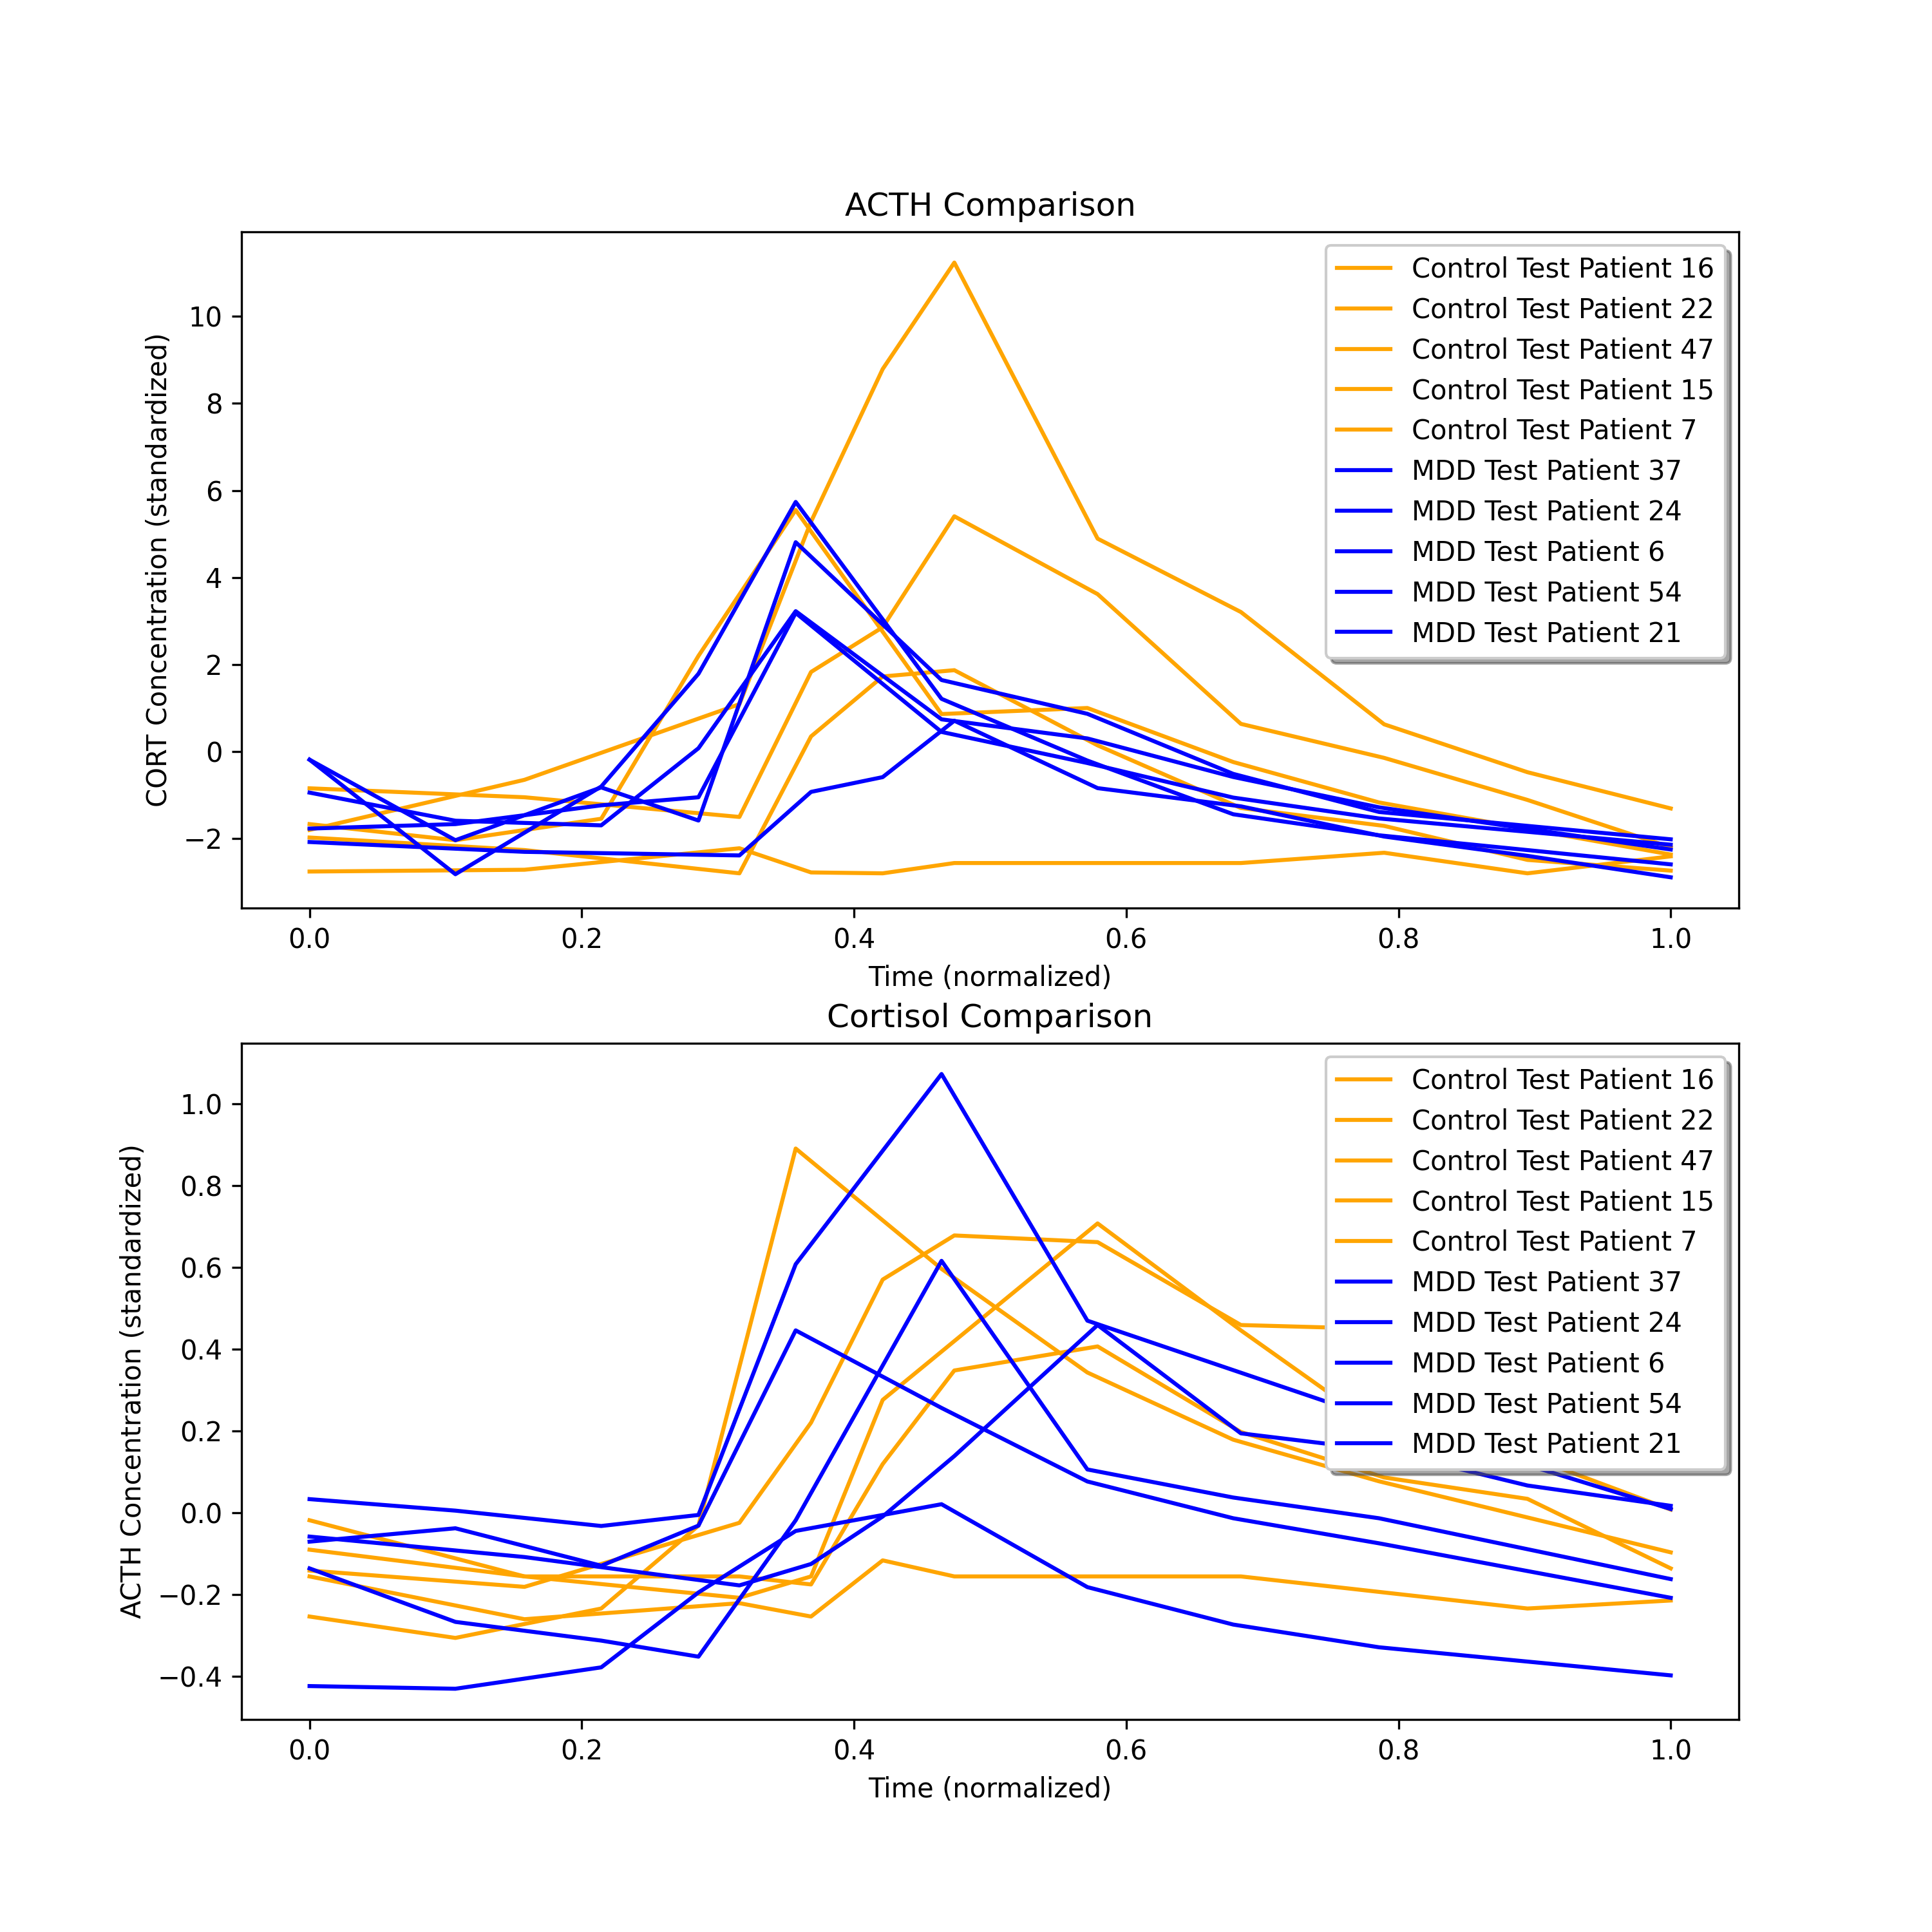 ACTH Comparison
CORT Concentration (standardized)
10
8
6
4
2
0
−2
0.0 0.2 0.4 0.6 0.8 1.0
Time (normalized)
Control Test Patient 16
Control Test Patient 22
Control Test Patient 47
Control Test Patient 15
Control Test Patient 7
MDD Test Patient 37
MDD Test Patient 24
MDD Test Patient 6
MDD Test Patient 54
MDD Test Patient 21
Cortisol Comparison
ACTH Concentration (standardized)
1.0
0.8
0.6
0.4
0.2
0.0
−0.2
−0.4
0.0 0.2 0.4 0.6 0.8 1.0
Time (normalized)
Control Test Patient 16
Control Test Patient 22
Control Test Patient 47
Control Test Patient 15
Control Test Patient 7
MDD Test Patient 37
MDD Test Patient 24
MDD Test Patient 6
MDD Test Patient 54
MDD Test Patient 21